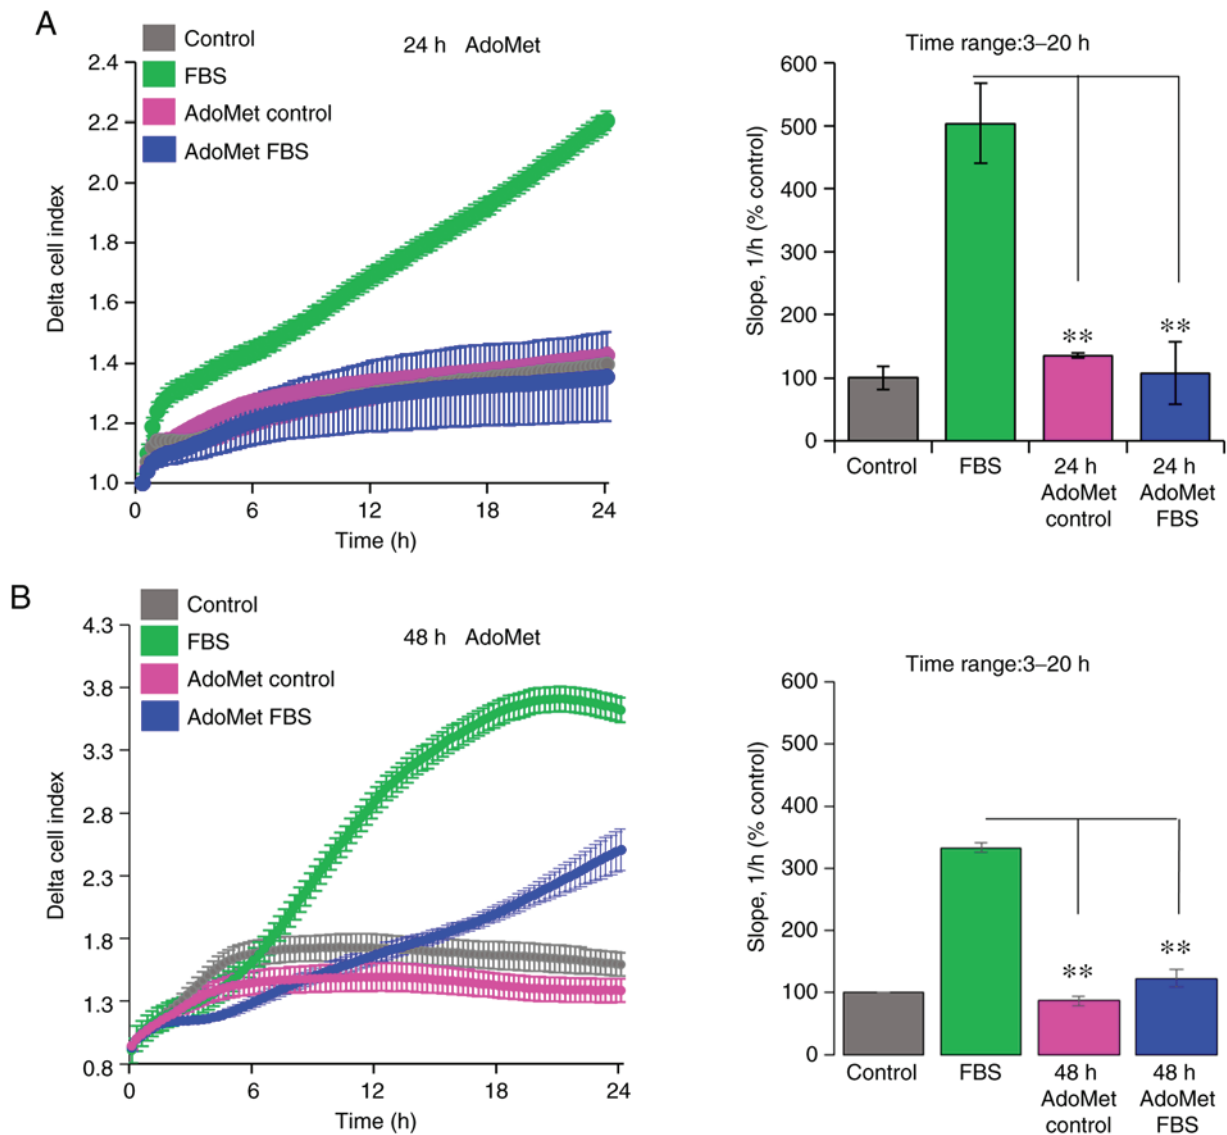 A
Control
FBS
AdoMet control
AdoMet FBS
24 h AdoMet
Delta cell index
2.4
2.2
2.0
1.8
1.6
1.4
1.2
1.0
0
6
12
18
24
Time (h)
Time range:3–20 h
Slope, 1/h (% control)
600
500
400
300
200
100
0
**
**
Control
FBS
24 h
AdoMet
control
24 h
AdoMet
FBS
B
Control
FBS
AdoMet control
AdoMet FBS
48 h AdoMet
Delta cell index
4.3
3.8
3.3
2.8
2.3
1.8
1.3
0.8
0
6
12
18
24
Time (h)
Time range:3–20 h
Slope, 1/h (% control)
600
500
400
300
200
100
0
**
**
Control
FBS
48 h
AdoMet
control
48 h
AdoMet
FBS